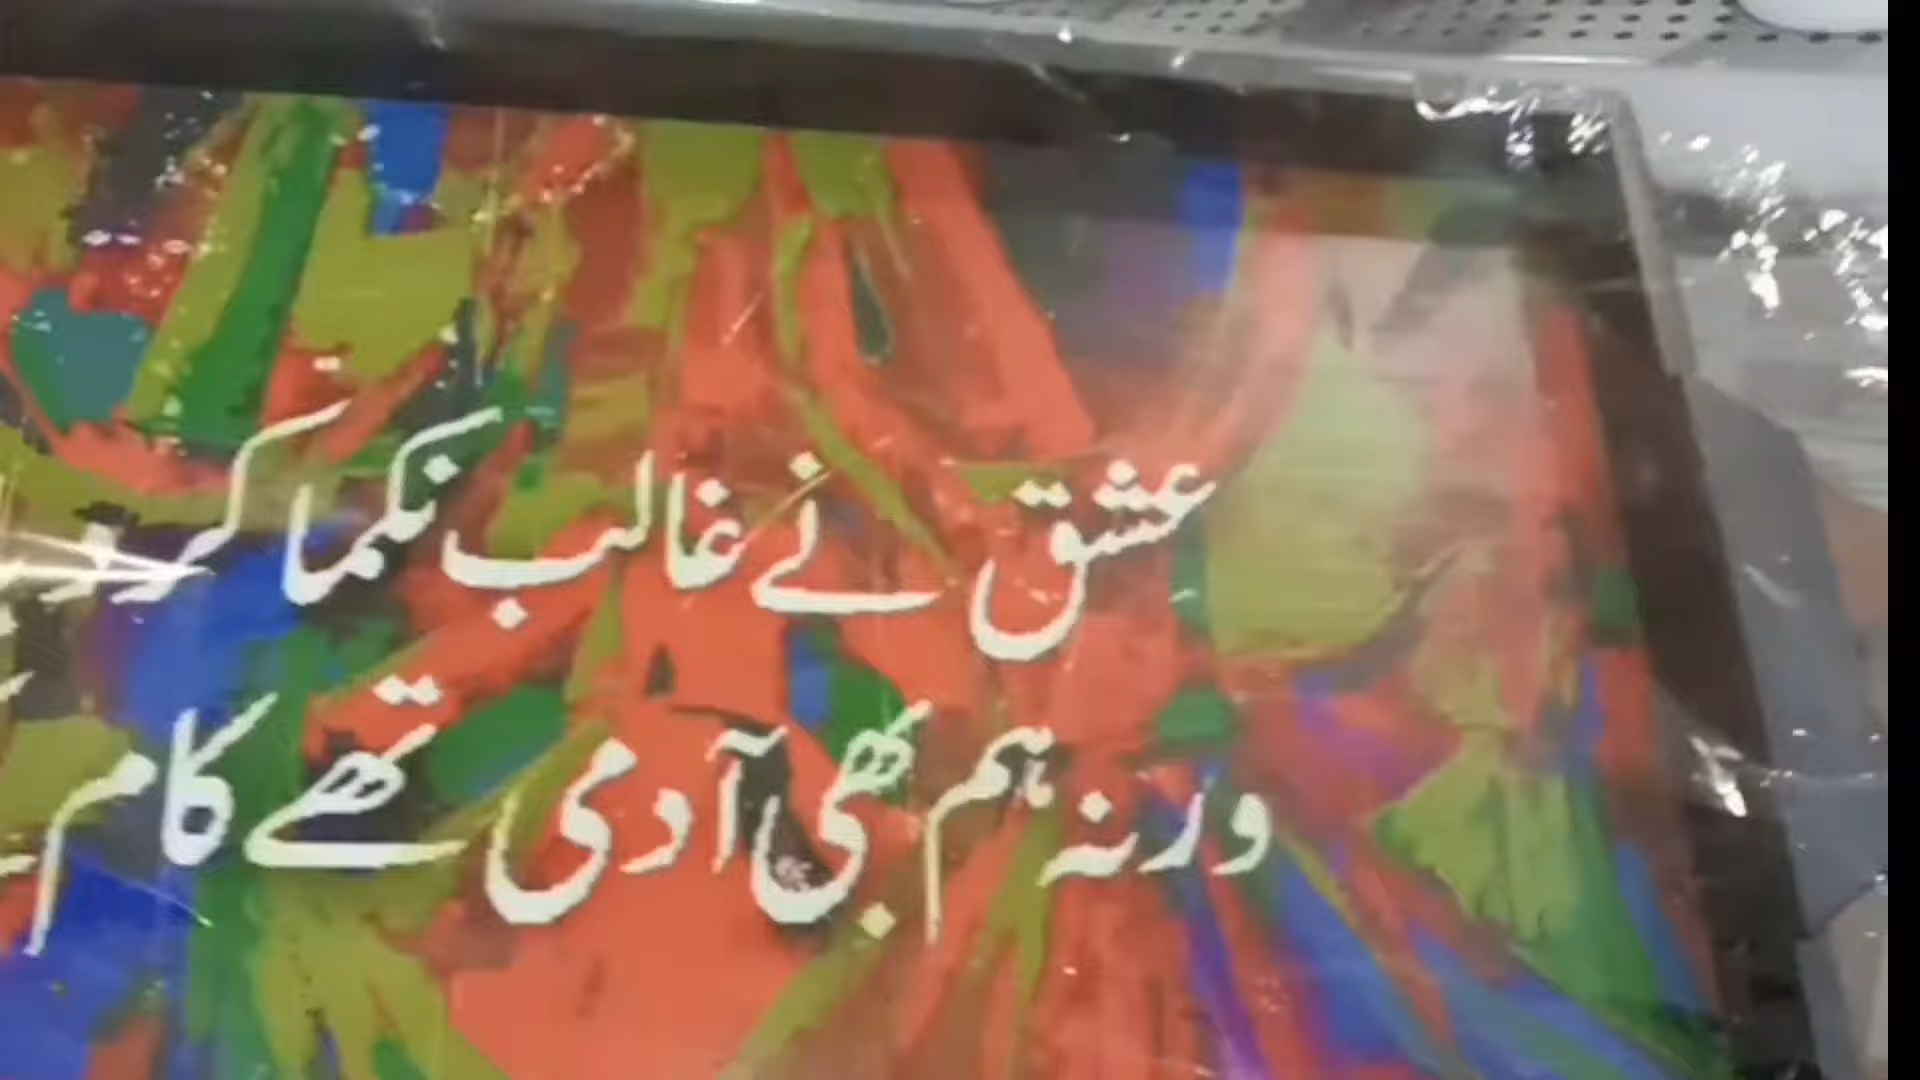 عشق نے غالب نکما کر
ورنہ ہم بھی آدمی تھے کام